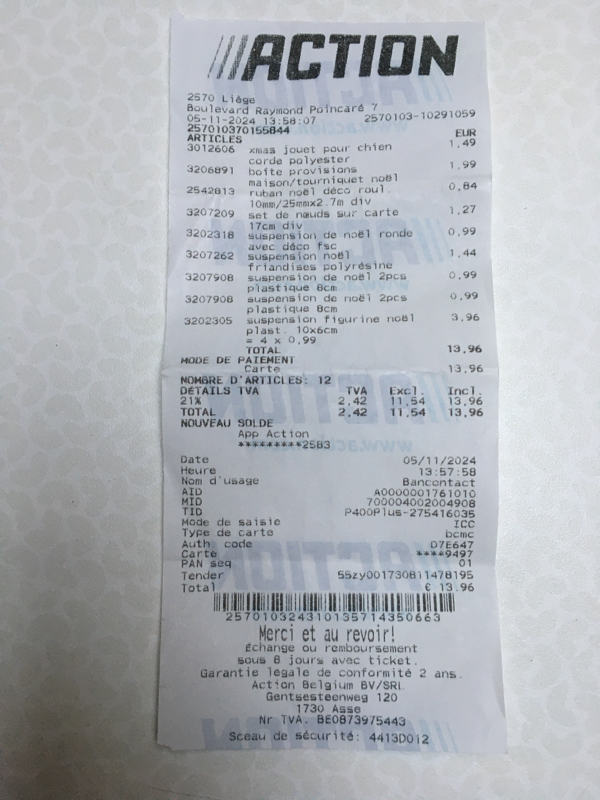 ///ACTION
2570 Liège
Boulevard Raymond Poincaré 7
05-11-2024 13:58:07 2570103-10291059
257010370155844
ARTICLES EUR
3012606 xmas jouet pour chien 1,49
corde polyester
3206891 boîte provisions 1,99
maison/tourniquet noël
2542813 ruban noël déco roul. 0,84
10mm/25mmx2.7m div
3207209 set de nœuds sur carte 1,27
17cm div
3202318 suspension de noël ronde 0,99
avec déco fsc
3207262 suspension noël 1,44
friandises polyrésine
3207908 suspension de noël 2pcs 0,99
plastique 8cm
3207908 suspension de noël 2pcs 0,99
plastique 8cm
3202305 suspension figurine noël 3,96
plast. 10x6cm
= 4 x 0,99
TOTAL 13,96
MODE DE PAIEMENT
Carte 13,96
NOMBRE D'ARTICLES: 12
DÉTAILS TVA TVA Excl. Incl.
21% 2,42 11,54 13,96
TOTAL 2,42 11,54 13,96
NOUVEAU SOLDE
App Action
*********2583
Date 05/11/2024
Heure 13:57:58
Nom d'usage Bancontact
AID A0000001761010
MID 700004002004908
TID P400Plus-275416035
Mode de saisie ICC
Type de carte bcmc
Auth. code D7E647
Carte ****9497
PAN seq 01
Tender 55zy001730811478195
Total € 13.96
2570103243101357143506​63
Merci et au revoir!
Échange ou remboursement
sous 8 jours avec ticket.
Garantie légale de conformité 2 ans.
Action Belgium BV/SRL
Gentsesteenweg 120
1730 Asse
Nr TVA. BE0873975443
Sceau de sécurité: 4413D012